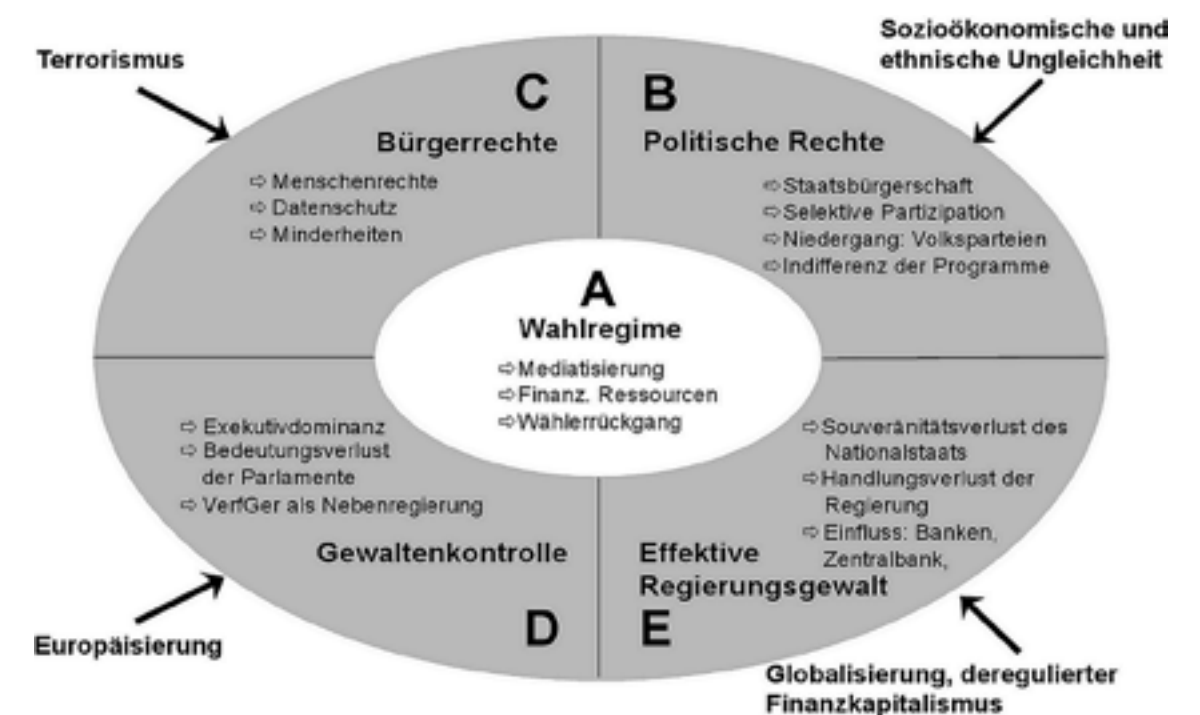 Terrorismus
Sozioökonomische und
ethnische Ungleichheit
C
Bürgerrechte
⇨ Menschenrechte
⇨ Datenschutz
⇨ Minderheiten
B
Politische Rechte
⇨ Staatsbürgerschaft
⇨ Selektive Partizipation
⇨ Niedergang: Volksparteien
⇨ Indifferenz der Programme
A
Wahlregime
⇨ Mediatisierung
⇨ Finanz. Ressourcen
⇨ Wählerrückgang
⇨ Exekutivdominanz
⇨ Bedeutungsverlust
der Parlamente
⇨ VerfGer als Nebenregierung
Gewaltenkontrolle
D
⇨ Souveränitätsverlust des
Nationalstaats
⇨ Handlungsverlust der
Regierung
⇨ Einfluss: Banken,
Zentralbank,
Effektive
Regierungsgewalt
E
Europäisierung
Globalisierung, deregulierter
Finanzkapitalismus